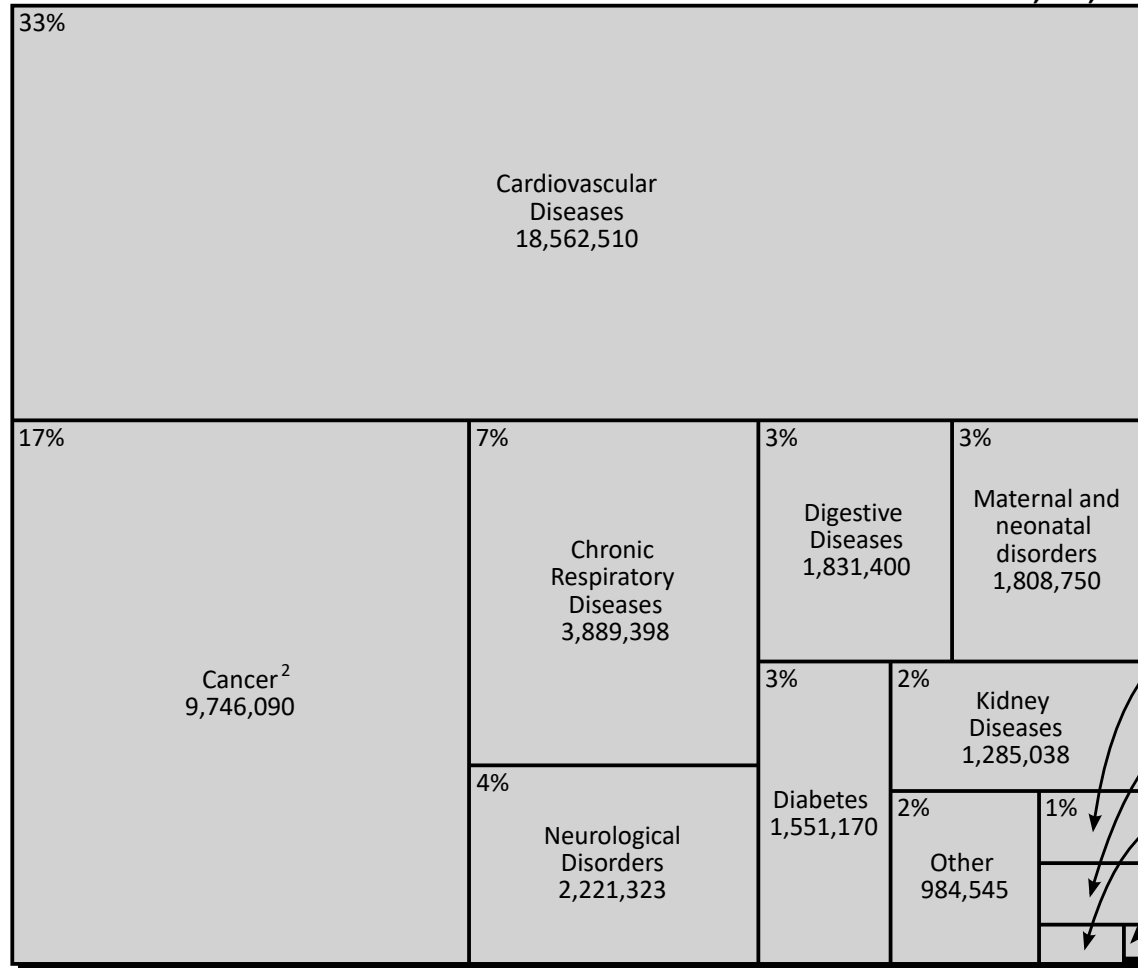 33%
Cardiovascular
Diseases
18,562,510
17%
Cancer 2
9,746,090
7%
Chronic
Respiratory
Diseases
3,889,398
4%
Neurological
Disorders
2,221,323
3%
Digestive
Diseases
1,831,400
3%
Maternal and
neonatal
disorders
1,808,750
3%
Diabetes
1,551,170
2%
Kidney
Diseases
1,285,038
2%
Other
984,545
1%